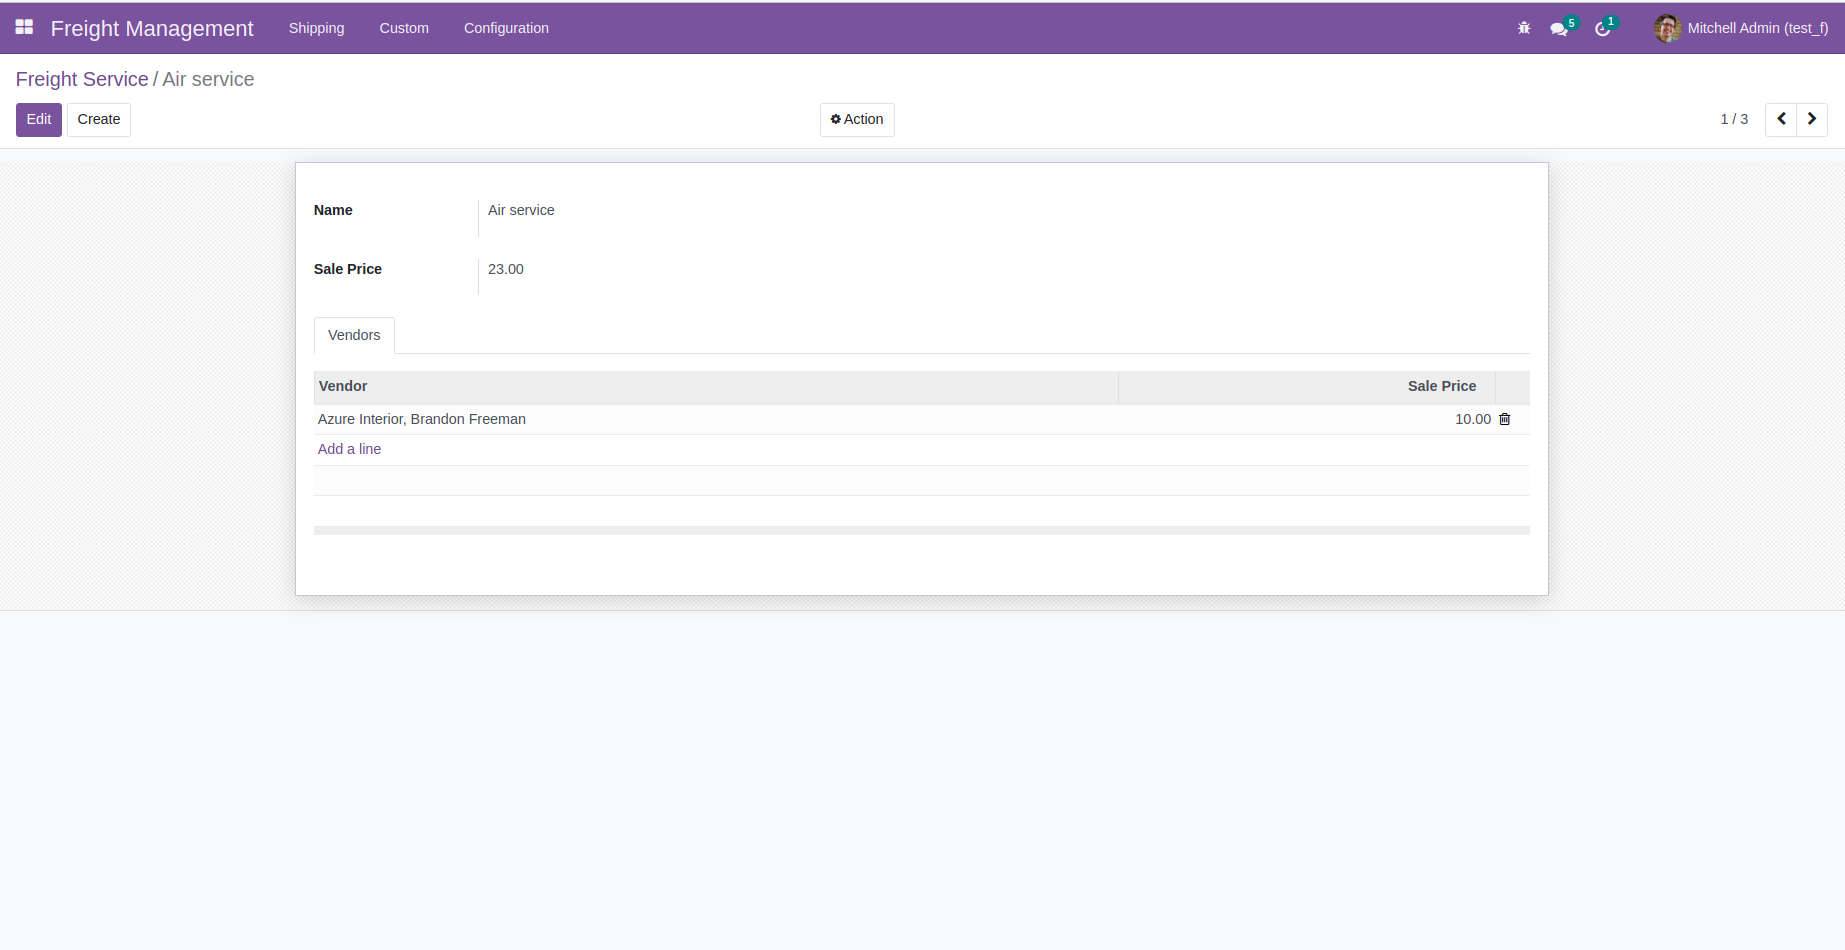 Freight Management Shipping Custom Configuration 5 1 Mitchell Admin (test_f)
Freight Service / Air service
Edit Create Action 1 / 3
Name Air service
Sale Price 23.00
Vendors
Vendor Sale Price
Azure Interior, Brandon Freeman 10.00
Add a line